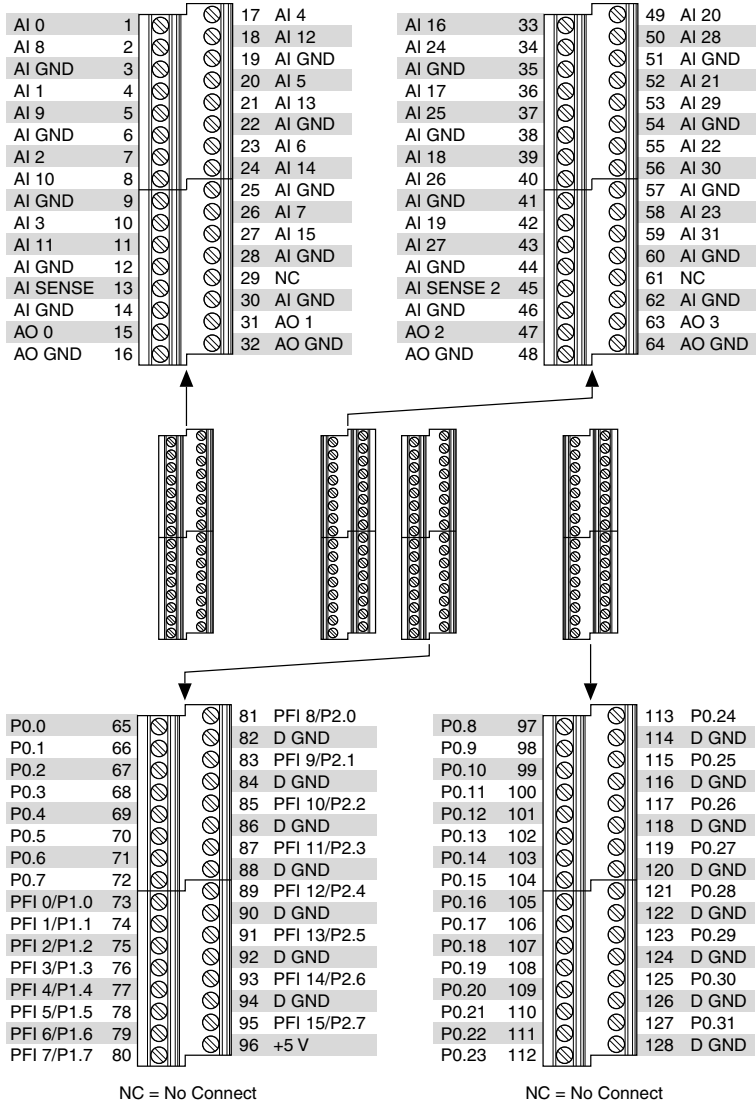 AI 0 1
AI 8 2
AI GND 3
AI 1 4
AI 9 5
AI GND 6
AI 2 7
AI 10 8
AI GND 9
AI 3 10
AI 11 11
AI GND 12
AI SENSE 13
AI GND 14
AO 0 15
AO GND 16
17 AI 4
18 AI 12
19 AI GND
20 AI 5
21 AI 13
22 AI GND
23 AI 6
24 AI 14
25 AI GND
26 AI 7
27 AI 15
28 AI GND
29 NC
30 AI GND
31 AO 1
32 AO GND
AI 16 33
AI 24 34
AI GND 35
AI 17 36
AI 25 37
AI GND 38
AI 18 39
AI 26 40
AI GND 41
AI 19 42
AI 27 43
AI GND 44
AI SENSE 2 45
AI GND 46
AO 2 47
AO GND 48
49 AI 20
50 AI 28
51 AI GND
52 AI 21
53 AI 29
54 AI GND
55 AI 22
56 AI 30
57 AI GND
58 AI 23
59 AI 31
60 AI GND
61 NC
62 AI GND
63 AO 3
64 AO GND
P0.0 65
P0.1 66
P0.2 67
P0.3 68
P0.4 69
P0.5 70
P0.6 71
P0.7 72
PFI 0/P1.0 73
PFI 1/P1.1 74
PFI 2/P1.2 75
PFI 3/P1.3 76
PFI 4/P1.4 77
PFI 5/P1.5 78
PFI 6/P1.6 79
PFI 7/P1.7 80
81 PFI 8/P2.0
82 D GND
83 PFI 9/P2.1
84 D GND
85 PFI 10/P2.2
86 D GND
87 PFI 11/P2.3
88 D GND
89 PFI 12/P2.4
90 D GND
91 PFI 13/P2.5
92 D GND
93 PFI 14/P2.6
94 D GND
95 PFI 15/P2.7
96 +5 V
NC = No Connect
P0.8 97
P0.9 98
P0.10 99
P0.11 100
P0.12 101
P0.13 102
P0.14 103
P0.15 104
P0.16 105
P0.17 106
P0.18 107
P0.19 108
P0.20 109
P0.21 110
P0.22 111
P0.23 112
113 P0.24
114 D GND
115 P0.25
116 D GND
117 P0.26
118 D GND
119 P0.27
120 D GND
121 P0.28
122 D GND
123 P0.29
124 D GND
125 P0.30
126 D GND
127 P0.31
128 D GND
NC = No Connect